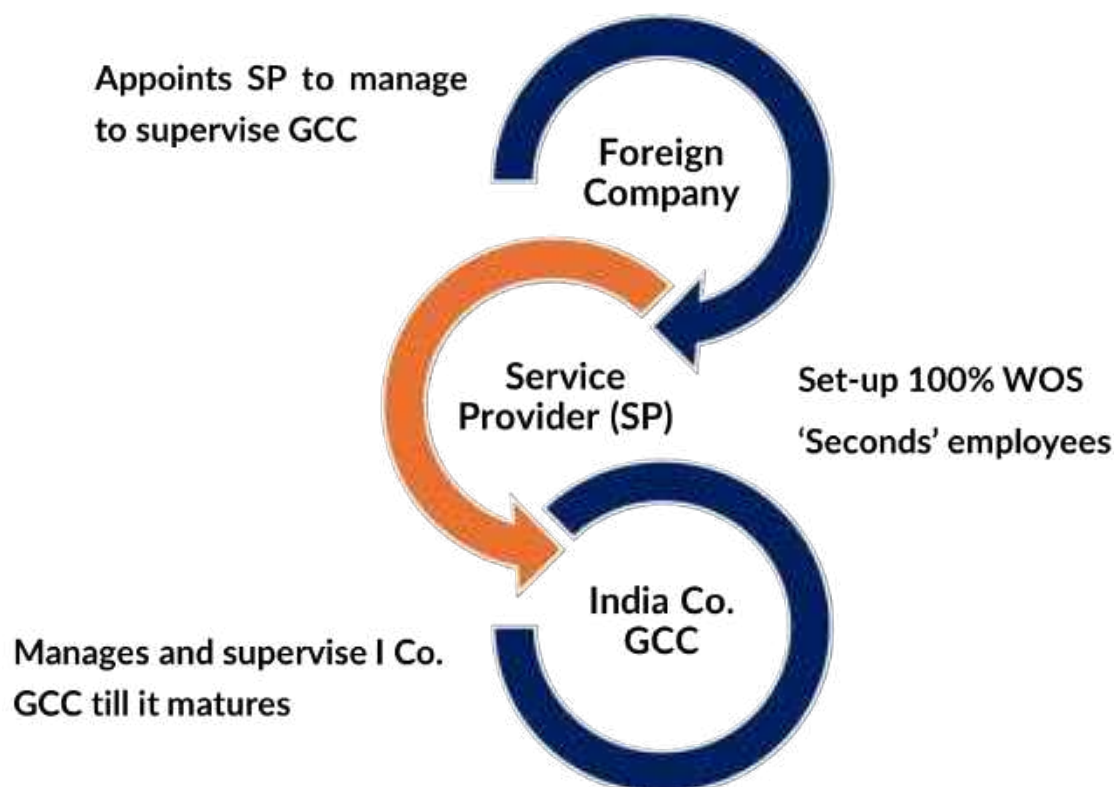 Appoints SP to manage
to supervise GCC
Foreign
Company
Service
Provider (SP)
Set-up 100% WOS
‘Seconds’ employees
India Co.
GCC
Manages and supervise I Co.
GCC till it matures